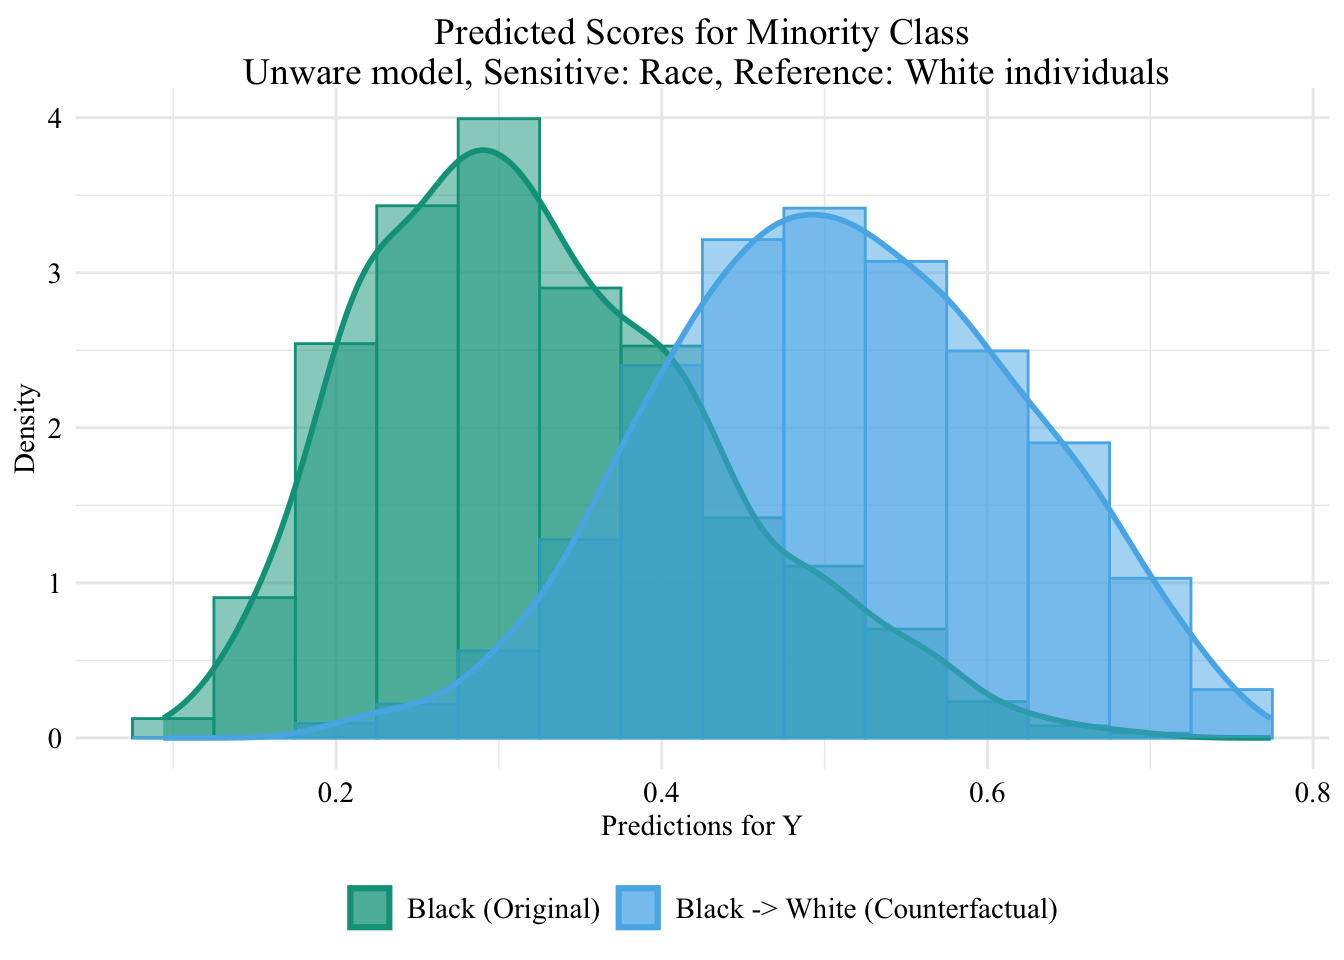 Predicted Scores for Minority Class
Unware model, Sensitive: Race, Reference: White individuals
4
3
2
1
0
Density
0.2 0.4 0.6 0.8
Predictions for Y
Black (Original) Black -> White (Counterfactual)